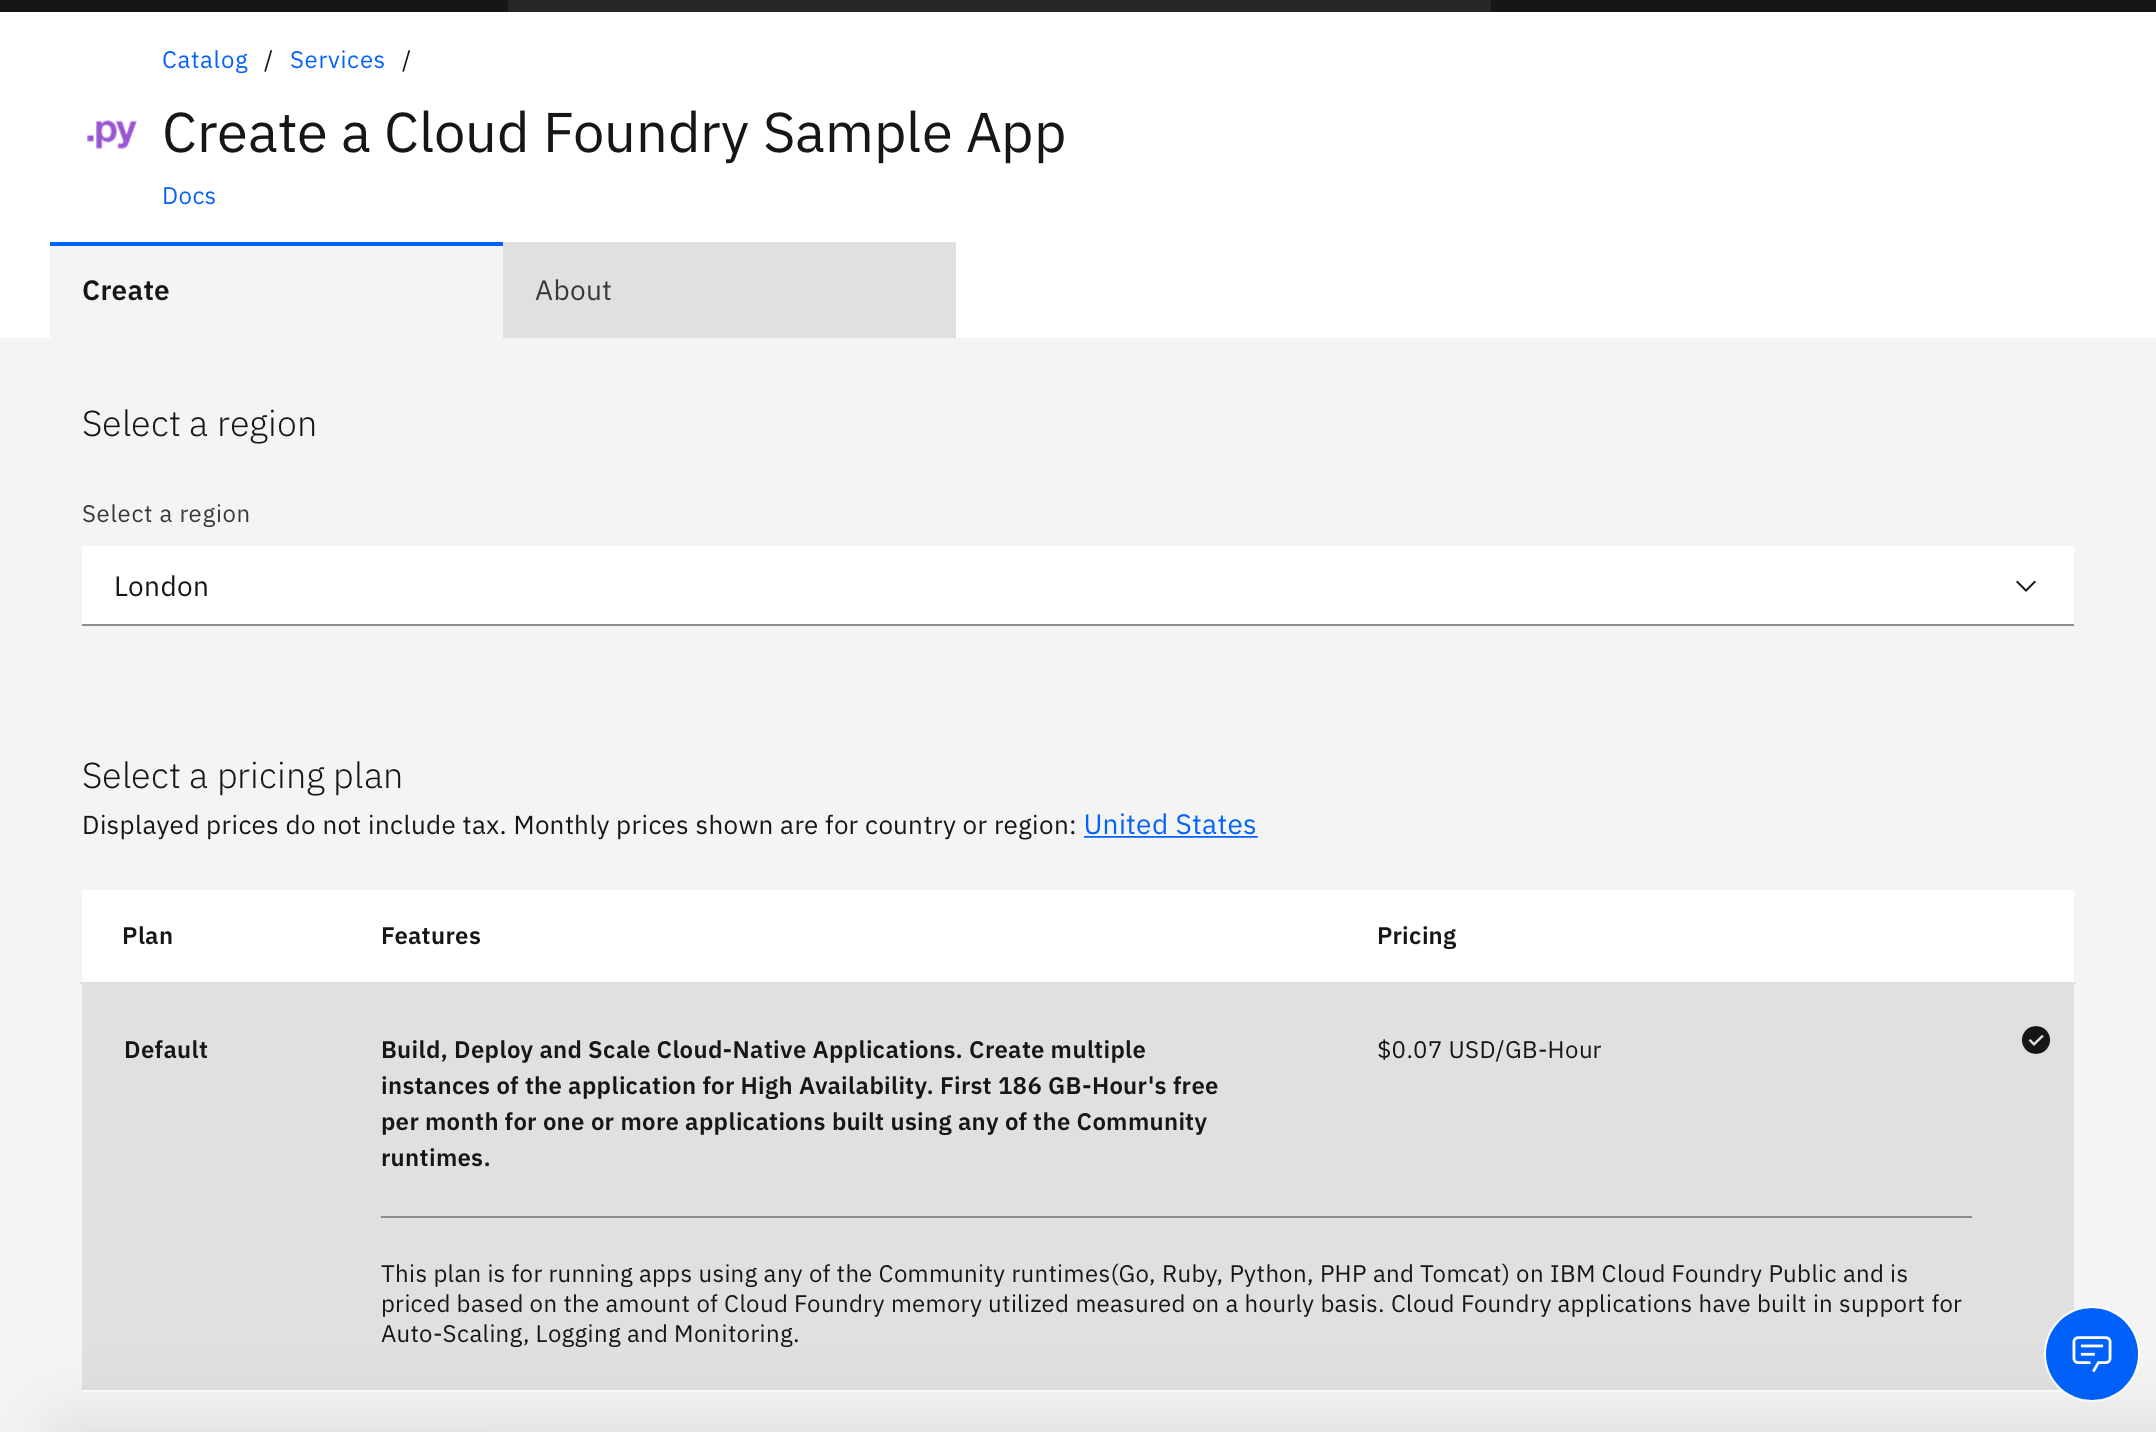 Catalog / Services /
.py Create a Cloud Foundry Sample App
Docs
Create
About
Select a region
Select a region
London
Select a pricing plan
Displayed prices do not include tax. Monthly prices shown are for country or region: United States
Plan Features Pricing
Default
Build, Deploy and Scale Cloud-Native Applications. Create multiple
instances of the application for High Availability. First 186 GB-Hour's free
per month for one or more applications built using any of the Community
runtimes.
$0.07 USD/GB-Hour
This plan is for running apps using any of the Community runtimes(Go, Ruby, Python, PHP and Tomcat) on IBM Cloud Foundry Public and is
priced based on the amount of Cloud Foundry memory utilized measured on a hourly basis. Cloud Foundry applications have built in support for
Auto-Scaling, Logging and Monitoring.